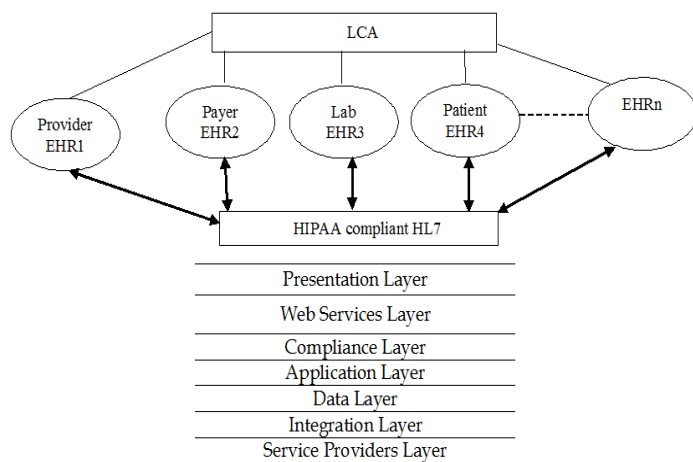 LCA
Provider
EHR1
Payer
EHR2
Lab
EHR3
Patient
EHR4
EHRn
HIPAA compliant HL7
Presentation Layer
Web Services Layer
Compliance Layer
Application Layer
Data Layer
Integration Layer
Service Providers Layer